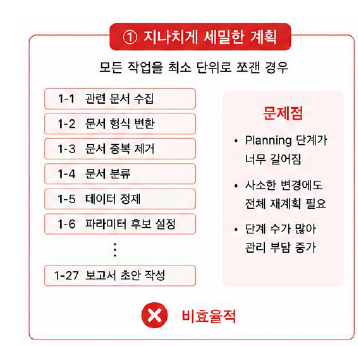 ① 지나치게 세밀한 계획
모든 작업을 최소 단위로 쪼갠 경우
1-1 관련 문서 수집
1-2 문서 형식 변환
1-3 문서 중복 제거
1-4 문서 분류
1-5 데이터 정제
1-6 파라미터 후보 설정
⋮
1-27 보고서 초안 작성
문제점
• Planning 단계가
너무 길어짐
• 사소한 변경에도
전체 재계획 필요
• 단계 수가 많아
관리 부담 증가
비효율적